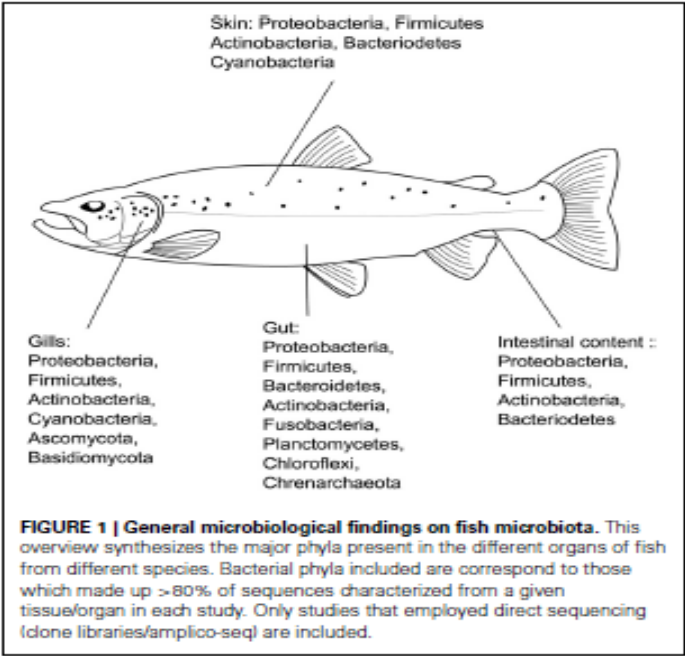 Skin: Proteobacteria, Firmicutes
Actinobacteria, Bacteriodetes
Cyanobacteria
Gills:
Proteobacteria,
Firmicutes,
Actinobacteria,
Cyanobacteria,
Ascomycota,
Basidiomycota
Gut:
Proteobacteria,
Firmicutes,
Bacteroidetes,
Actinobacteria,
Fusobacteria,
Planctomycetes,
Chloroflexi,
Chrenarchaeota
Intestinal content ::
Proteobacteria,
Firmicutes,
Actinobacteria,
Bacteriodetes
FIGURE 1 | General microbiological findings on fish microbiota. This
overview synthesizes the major phyla present in the different organs of fish
from different species. Bacterial phyla included are correspond to those
which made up >80% of sequences characterized from a given
tissue/organ in each study. Only studies that employed direct sequencing
(clone libraries/amplico-seq) are included.